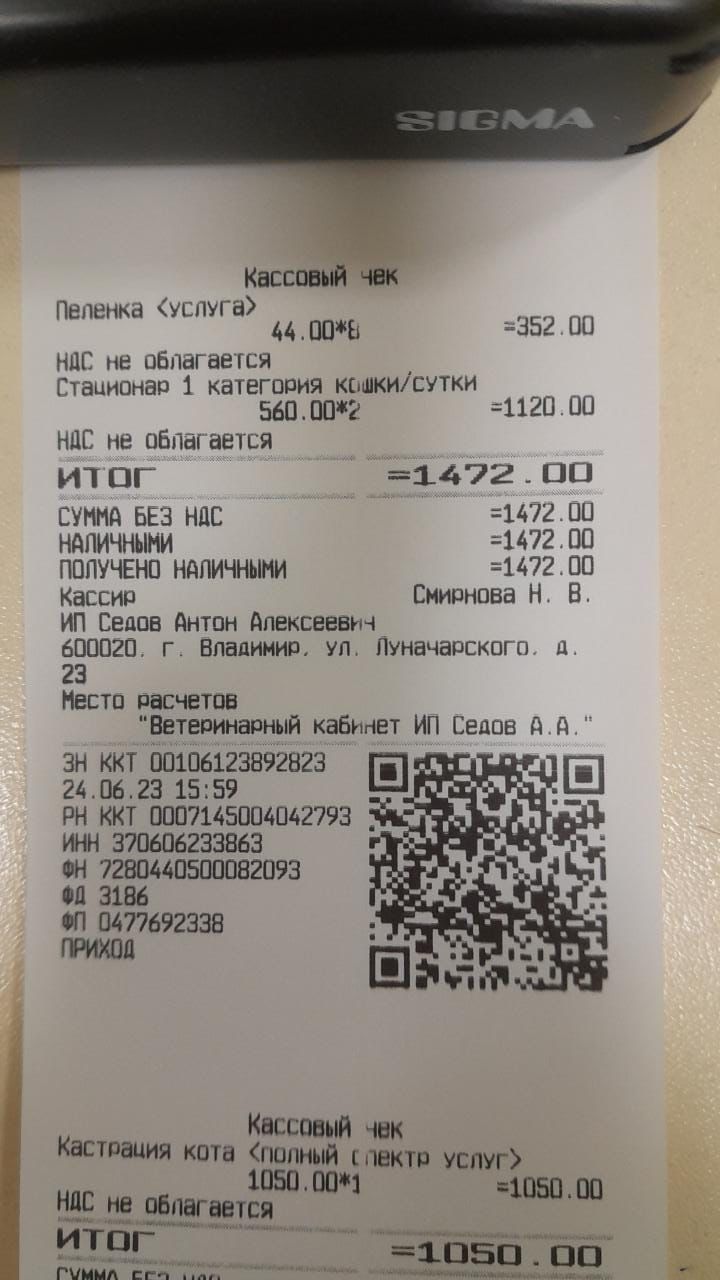 SIGMA
Кассовый чек
Пеленка <услуга>
44.00*8 =352.00
НДС не облагается
Стационар 1 категория кошки/сутки
560.00*2 =1120.00
НДС не облагается
ИТОГ =1472.00
СУММА БЕЗ НДС =1472.00
НАЛИЧНЫМИ =1472.00
ПОЛУЧЕНО НАЛИЧНЫМИ =1472.00
Кассир Смирнова Н. В.
ИП Седов Антон Алексеевич
600020, г. Владимир, ул. Луначарского, д.
23
Место расчетов
"Ветеринарный кабинет ИП Седов А.А."
ЗН ККТ 00106123892823
24.06.23 15:59
РН ККТ 0007145004042793
ИНН 370606233863
ФН 7280440500082093
ФД 3186
ФП 0477692338
ПРИХОД
Кассовый чек
Кастрация кота <полный спектр услуг>
1050.00*1 =1050.00
НДС не облагается
ИТОГ =1050.00
СУММА БЕЗ НДС